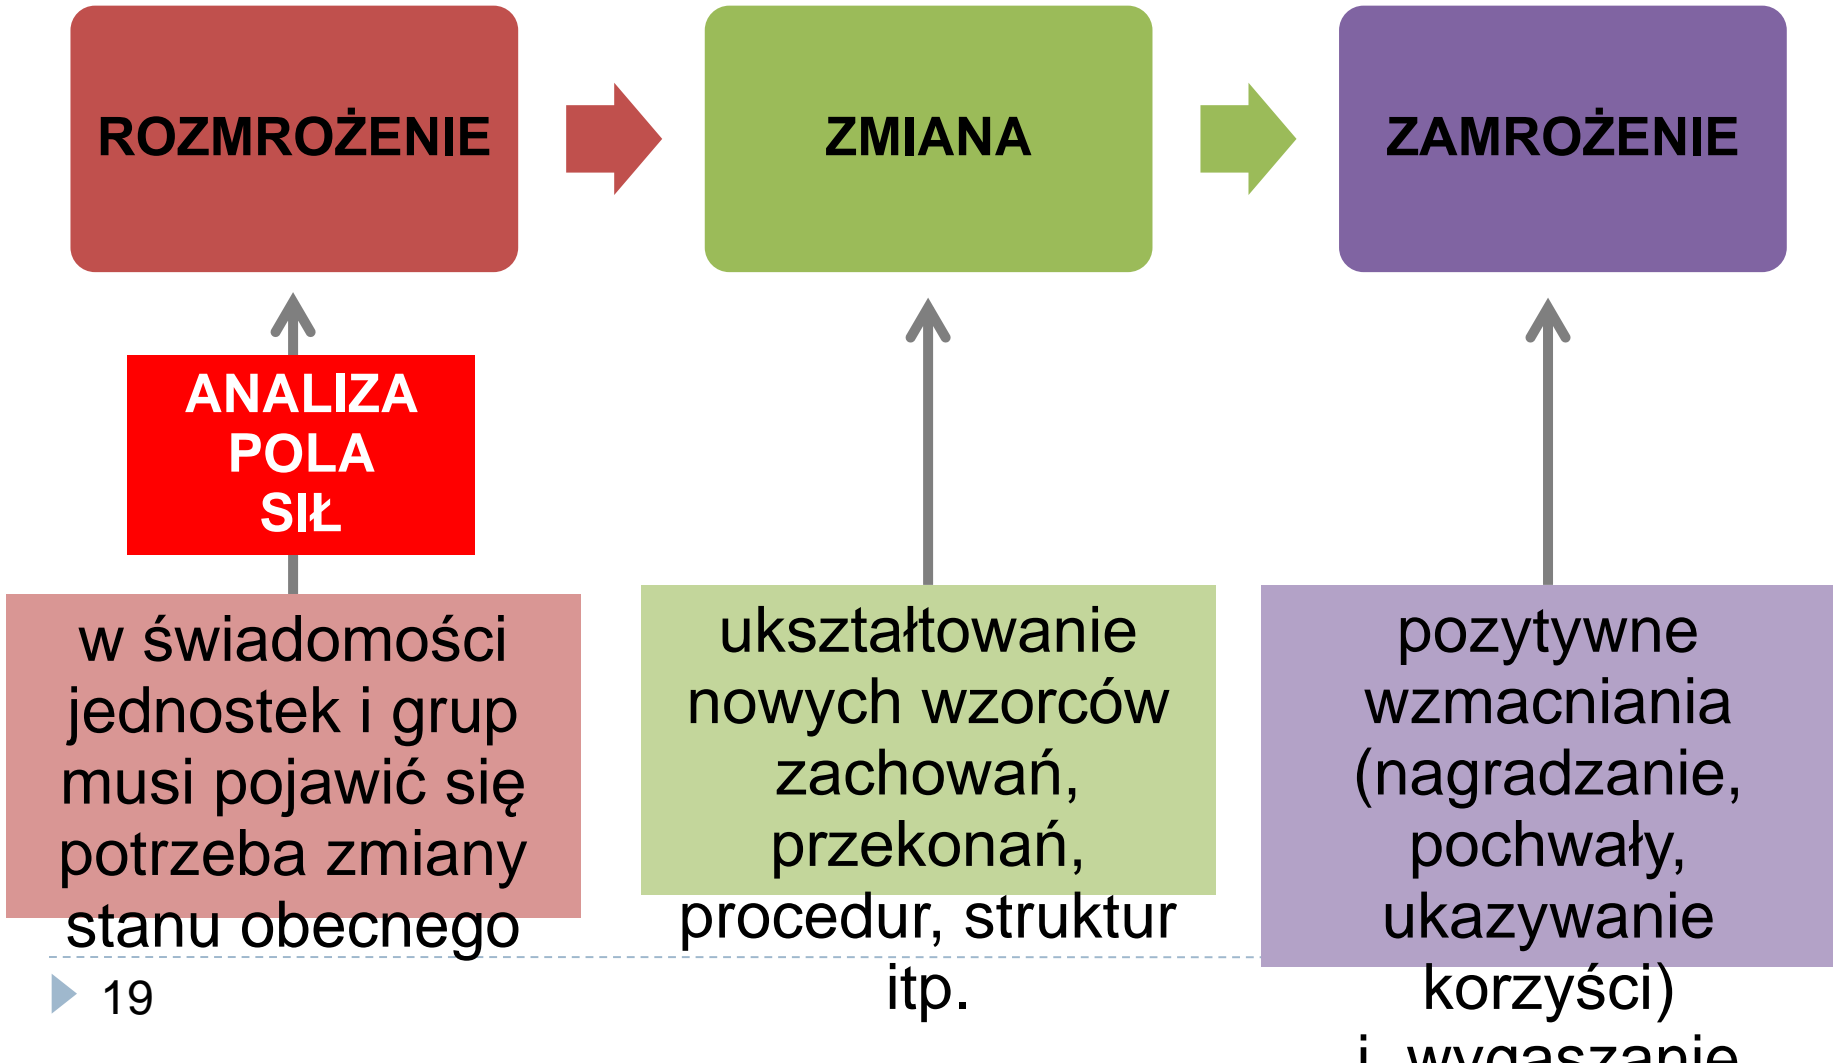 ROZMROŻENIE
ZMIANA
ZAMROŻENIE
ANALIZA
POLA
SIŁ
w świadomości
jednostek i grup
musi pojawić się
potrzeba zmiany
stanu obecnego
ukształtowanie
nowych wzorców
zachowań,
przekonań,
procedur, struktur
itp.
pozytywne
wzmacniania
(nagradzanie,
pochwały,
ukazywanie
korzyści)
i wygaszanie
19